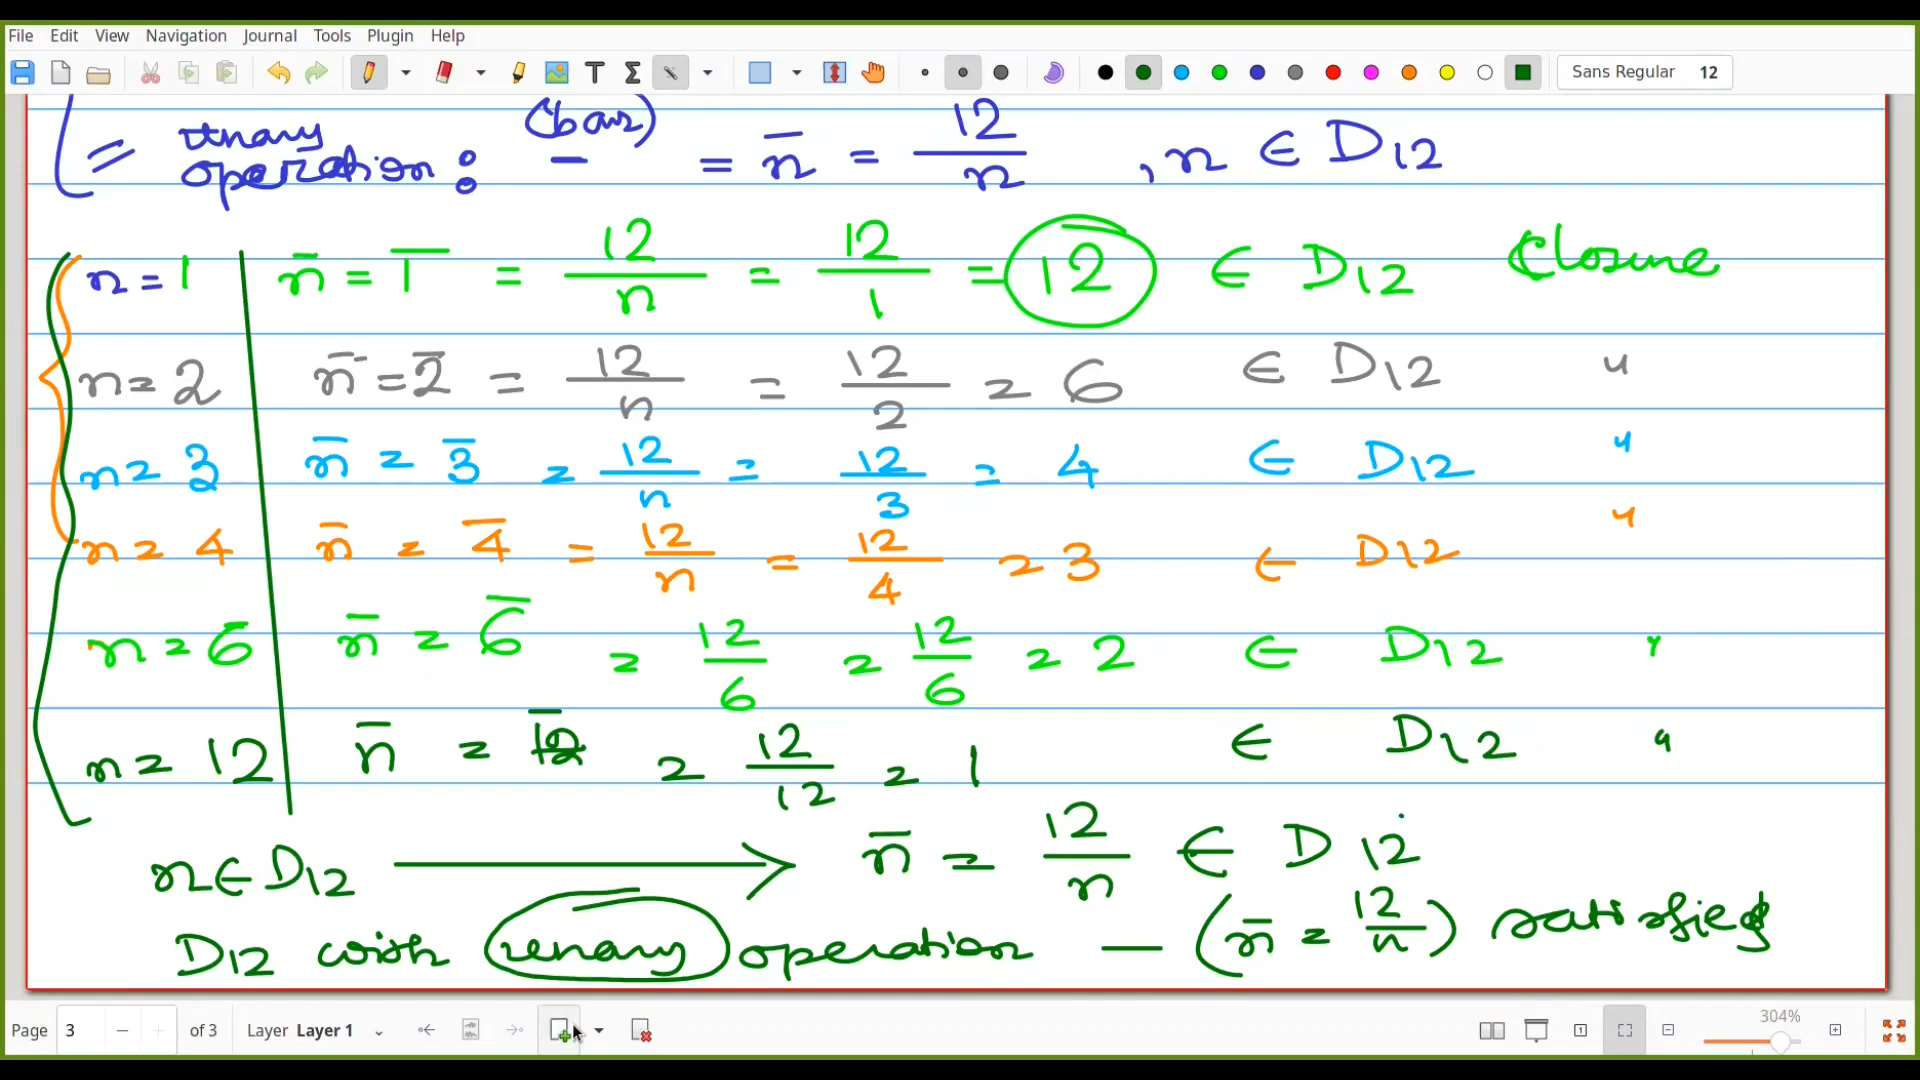 File Edit View Navigation Journal Tools Plugin Help
Sans Regular 12
(bar)
= unary operation : − = n̅ = 12/n , n ∈ D12
n = 1 n̅ = 1̅ = 12/n = 12/1 = 12 ∈ D12 Closure
n = 2 n̅ = 2̅ = 12/n = 12/2 = 6 ∈ D12 "
n = 3 n̅ = 3̅ = 12/n = 12/3 = 4 ∈ D12 "
n = 4 n̅ = 4̅ = 12/n = 12/4 = 3 ∈ D12 "
n = 6 n̅ = 6̅ = 12/6 = 12/6 = 2 ∈ D12 "
n = 12 n̅ = 1̅2̅ = 12/12 = 1 ∈ D12 "
n ∈ D12 → n̅ = 12/n ∈ D12
D12 with unary operation − (n̅ = 12/n) satisfied
Page 3 of 3 Layer Layer 1 304%